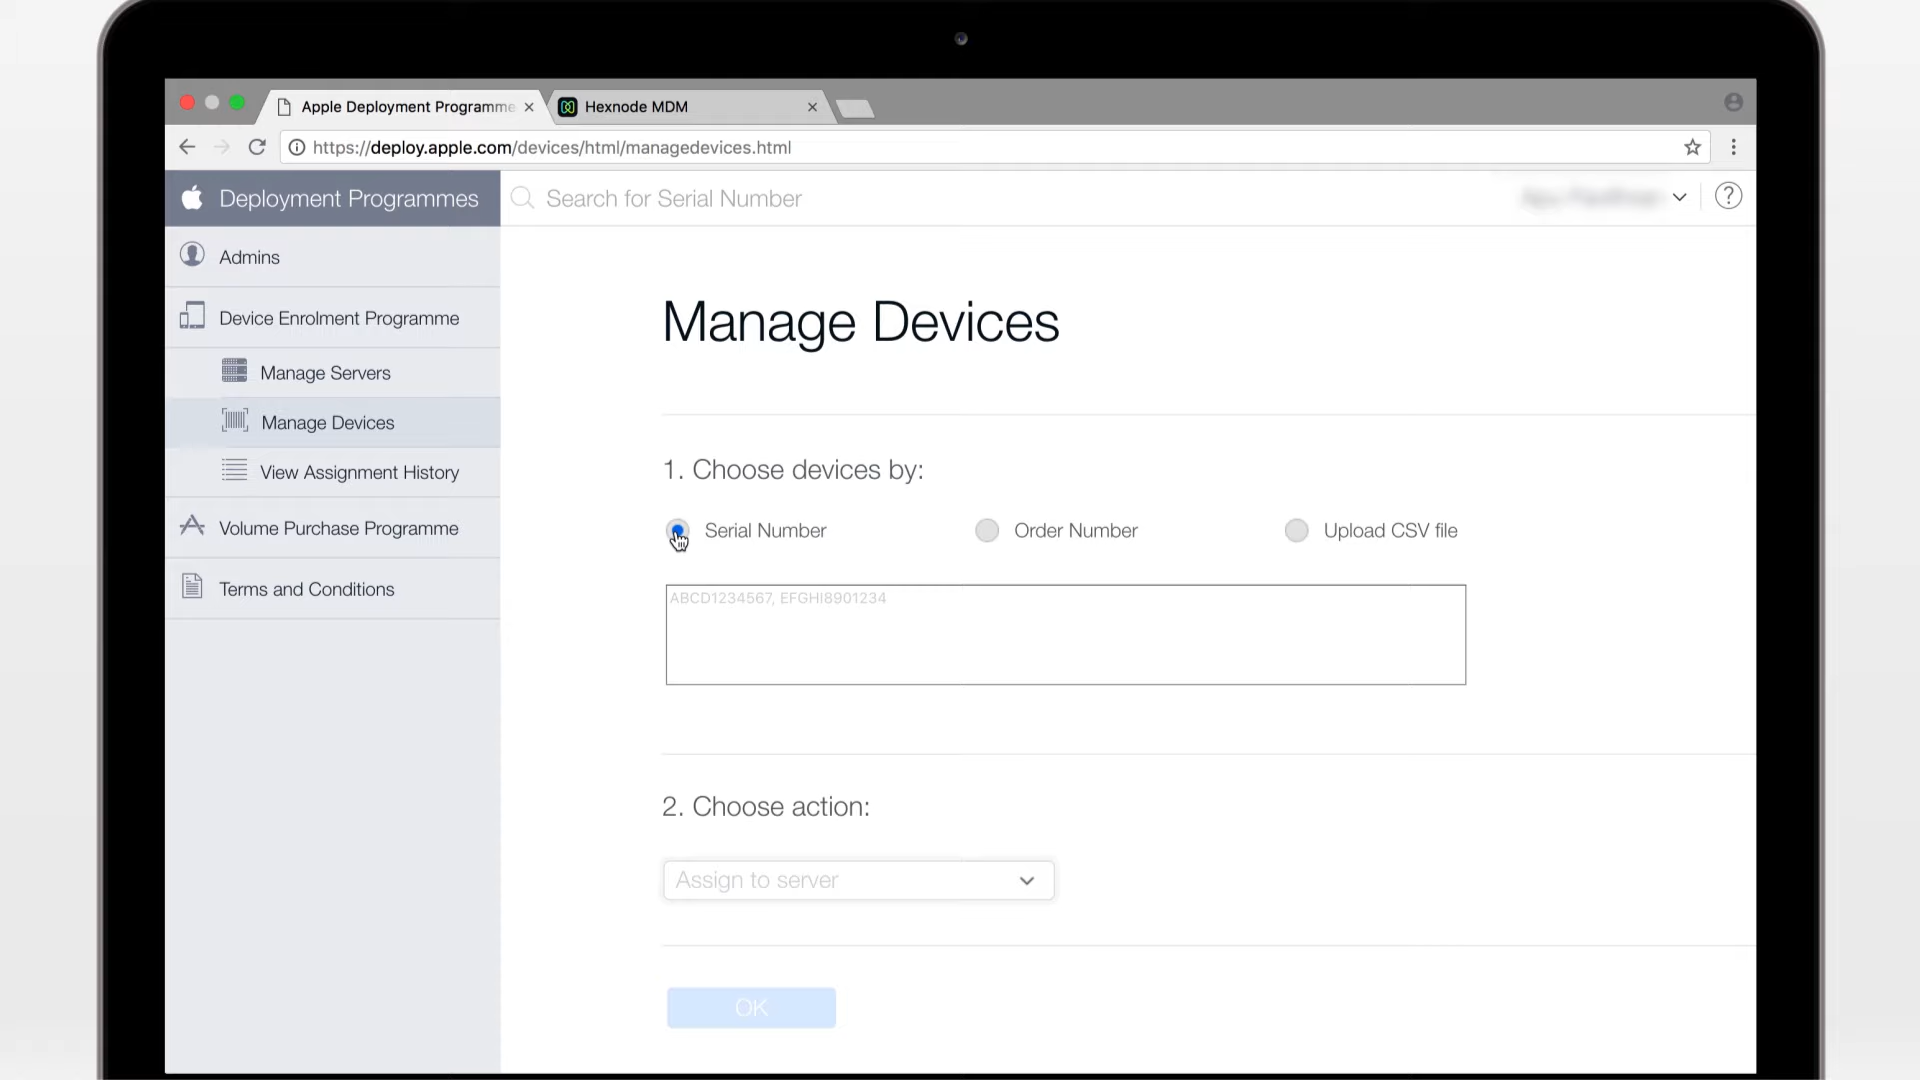 Apple Deployment Programme
Hexnode MDM
https://deploy.apple.com/devices/html/managedevices.html
Deployment Programmes
Search for Serial Number
?
Admins
Device Enrolment Programme
Manage Servers
Manage Devices
View Assignment History
Volume Purchase Programme
Terms and Conditions
Manage Devices
1. Choose devices by:
Serial Number
Order Number
Upload CSV file
ABCD1234567, EFGHI8901234
2. Choose action:
Assign to server
OK